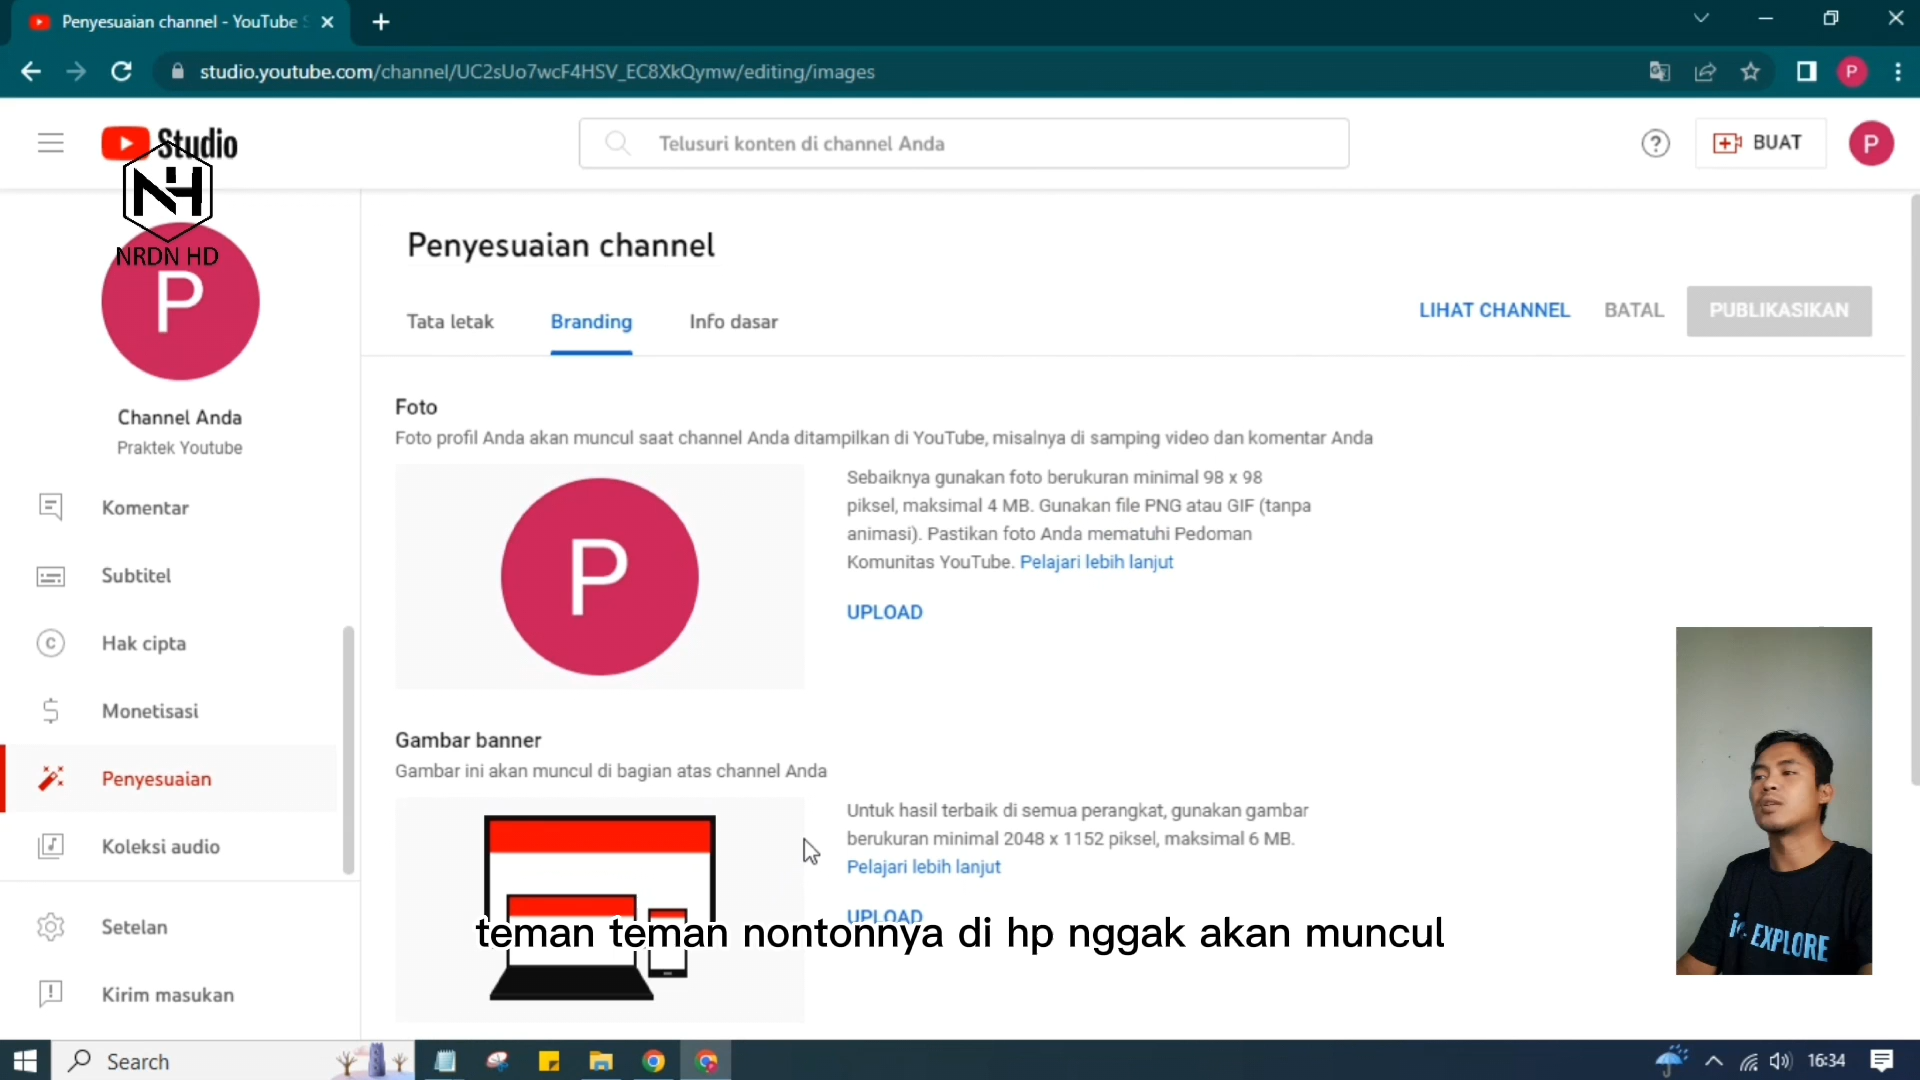 Penyesuaian channel - YouTube S
studio.youtube.com/channel/UC2sUo7wcF4HSV_EC8XkQymw/editing/images
P
Studio
Telusuri konten di channel Anda
?
BUAT
P
NH
NRDN HD
P
Channel Anda
Praktek Youtube
Komentar
Subtitel
Hak cipta
Monetisasi
Penyesuaian
Koleksi audio
Setelan
Kirim masukan
Penyesuaian channel
Tata letak
Branding
Info dasar
LIHAT CHANNEL
BATAL
PUBLIKASIKAN
Foto
Foto profil Anda akan muncul saat channel Anda ditampilkan di YouTube, misalnya di samping video dan komentar Anda
P
Sebaiknya gunakan foto berukuran minimal 98 x 98
piksel, maksimal 4 MB. Gunakan file PNG atau GIF (tanpa
animasi). Pastikan foto Anda mematuhi Pedoman
Komunitas YouTube. Pelajari lebih lanjut
UPLOAD
Gambar banner
Gambar ini akan muncul di bagian atas channel Anda
Untuk hasil terbaik di semua perangkat, gunakan gambar
berukuran minimal 2048 x 1152 piksel, maksimal 6 MB.
Pelajari lebih lanjut
UPLOAD
teman teman nontonnya di hp nggak akan muncul
EXPLORE
Search
16:34